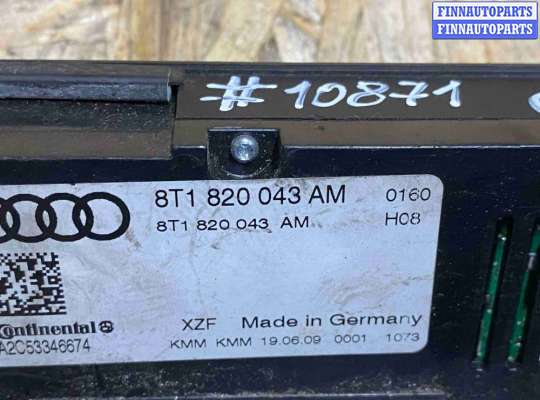 FINNAUTOPARTS
FINNAUTOPARTS
#10871
8T1 820 043 AM 0160
8T1 820 043 AM H08
Continental
A2C53346674
XZF Made in Germany
KMM KMM 19.06.09 0001 1073